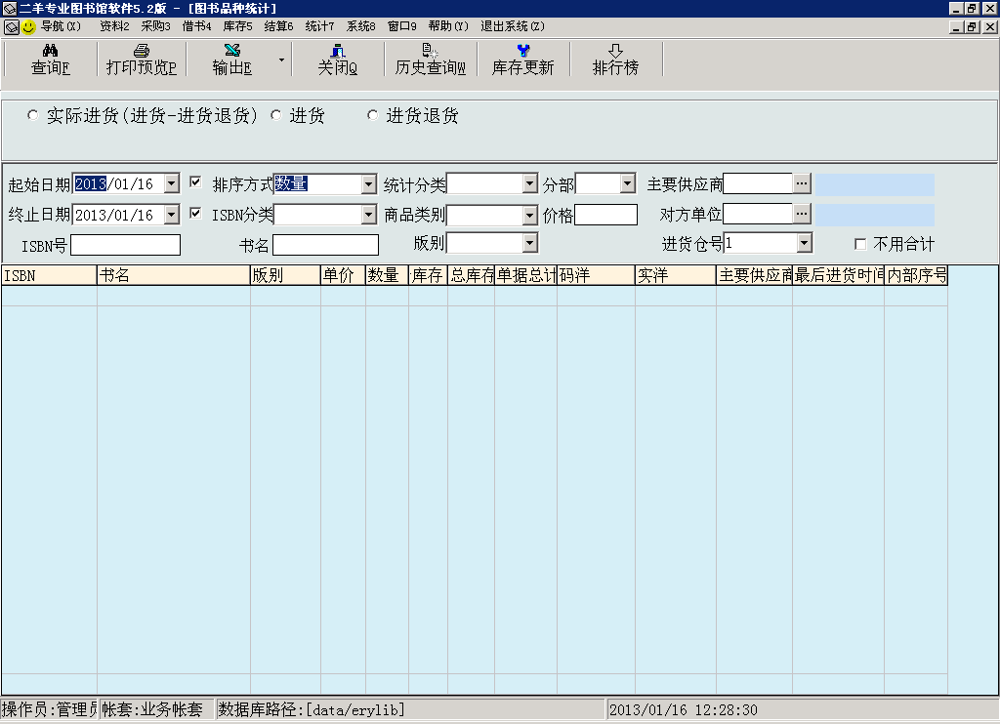 二羊专业图书馆软件5.2版 - [图书品种统计]
导航(X) 资料2 采购3 借书4 库存5 结算6 统计7 系统8 窗口9 帮助(Y) 退出系统(Z)
查询F 打印预览P 输出E 关闭Q 历史查询W 库存更新 排行榜
实际进货(进货-进货退货) 进货 进货退货
起始日期 2013/01/16 排序方式 数量 统计分类 分部 主要供应商 ...
终止日期 2013/01/16 ISBN分类 商品类别 价格 对方单位 ...
ISBN号 书名 版别 进货仓号 1 不用合计
ISBN 书名 版别 单价 数量 库存 总库存 单据总计 码洋 实洋 主要供应商 最后进货时间 内部序号
操作员:管理员 帐套:业务帐套 数据库路径:[data/erylib] 2013/01/16 12:28:30